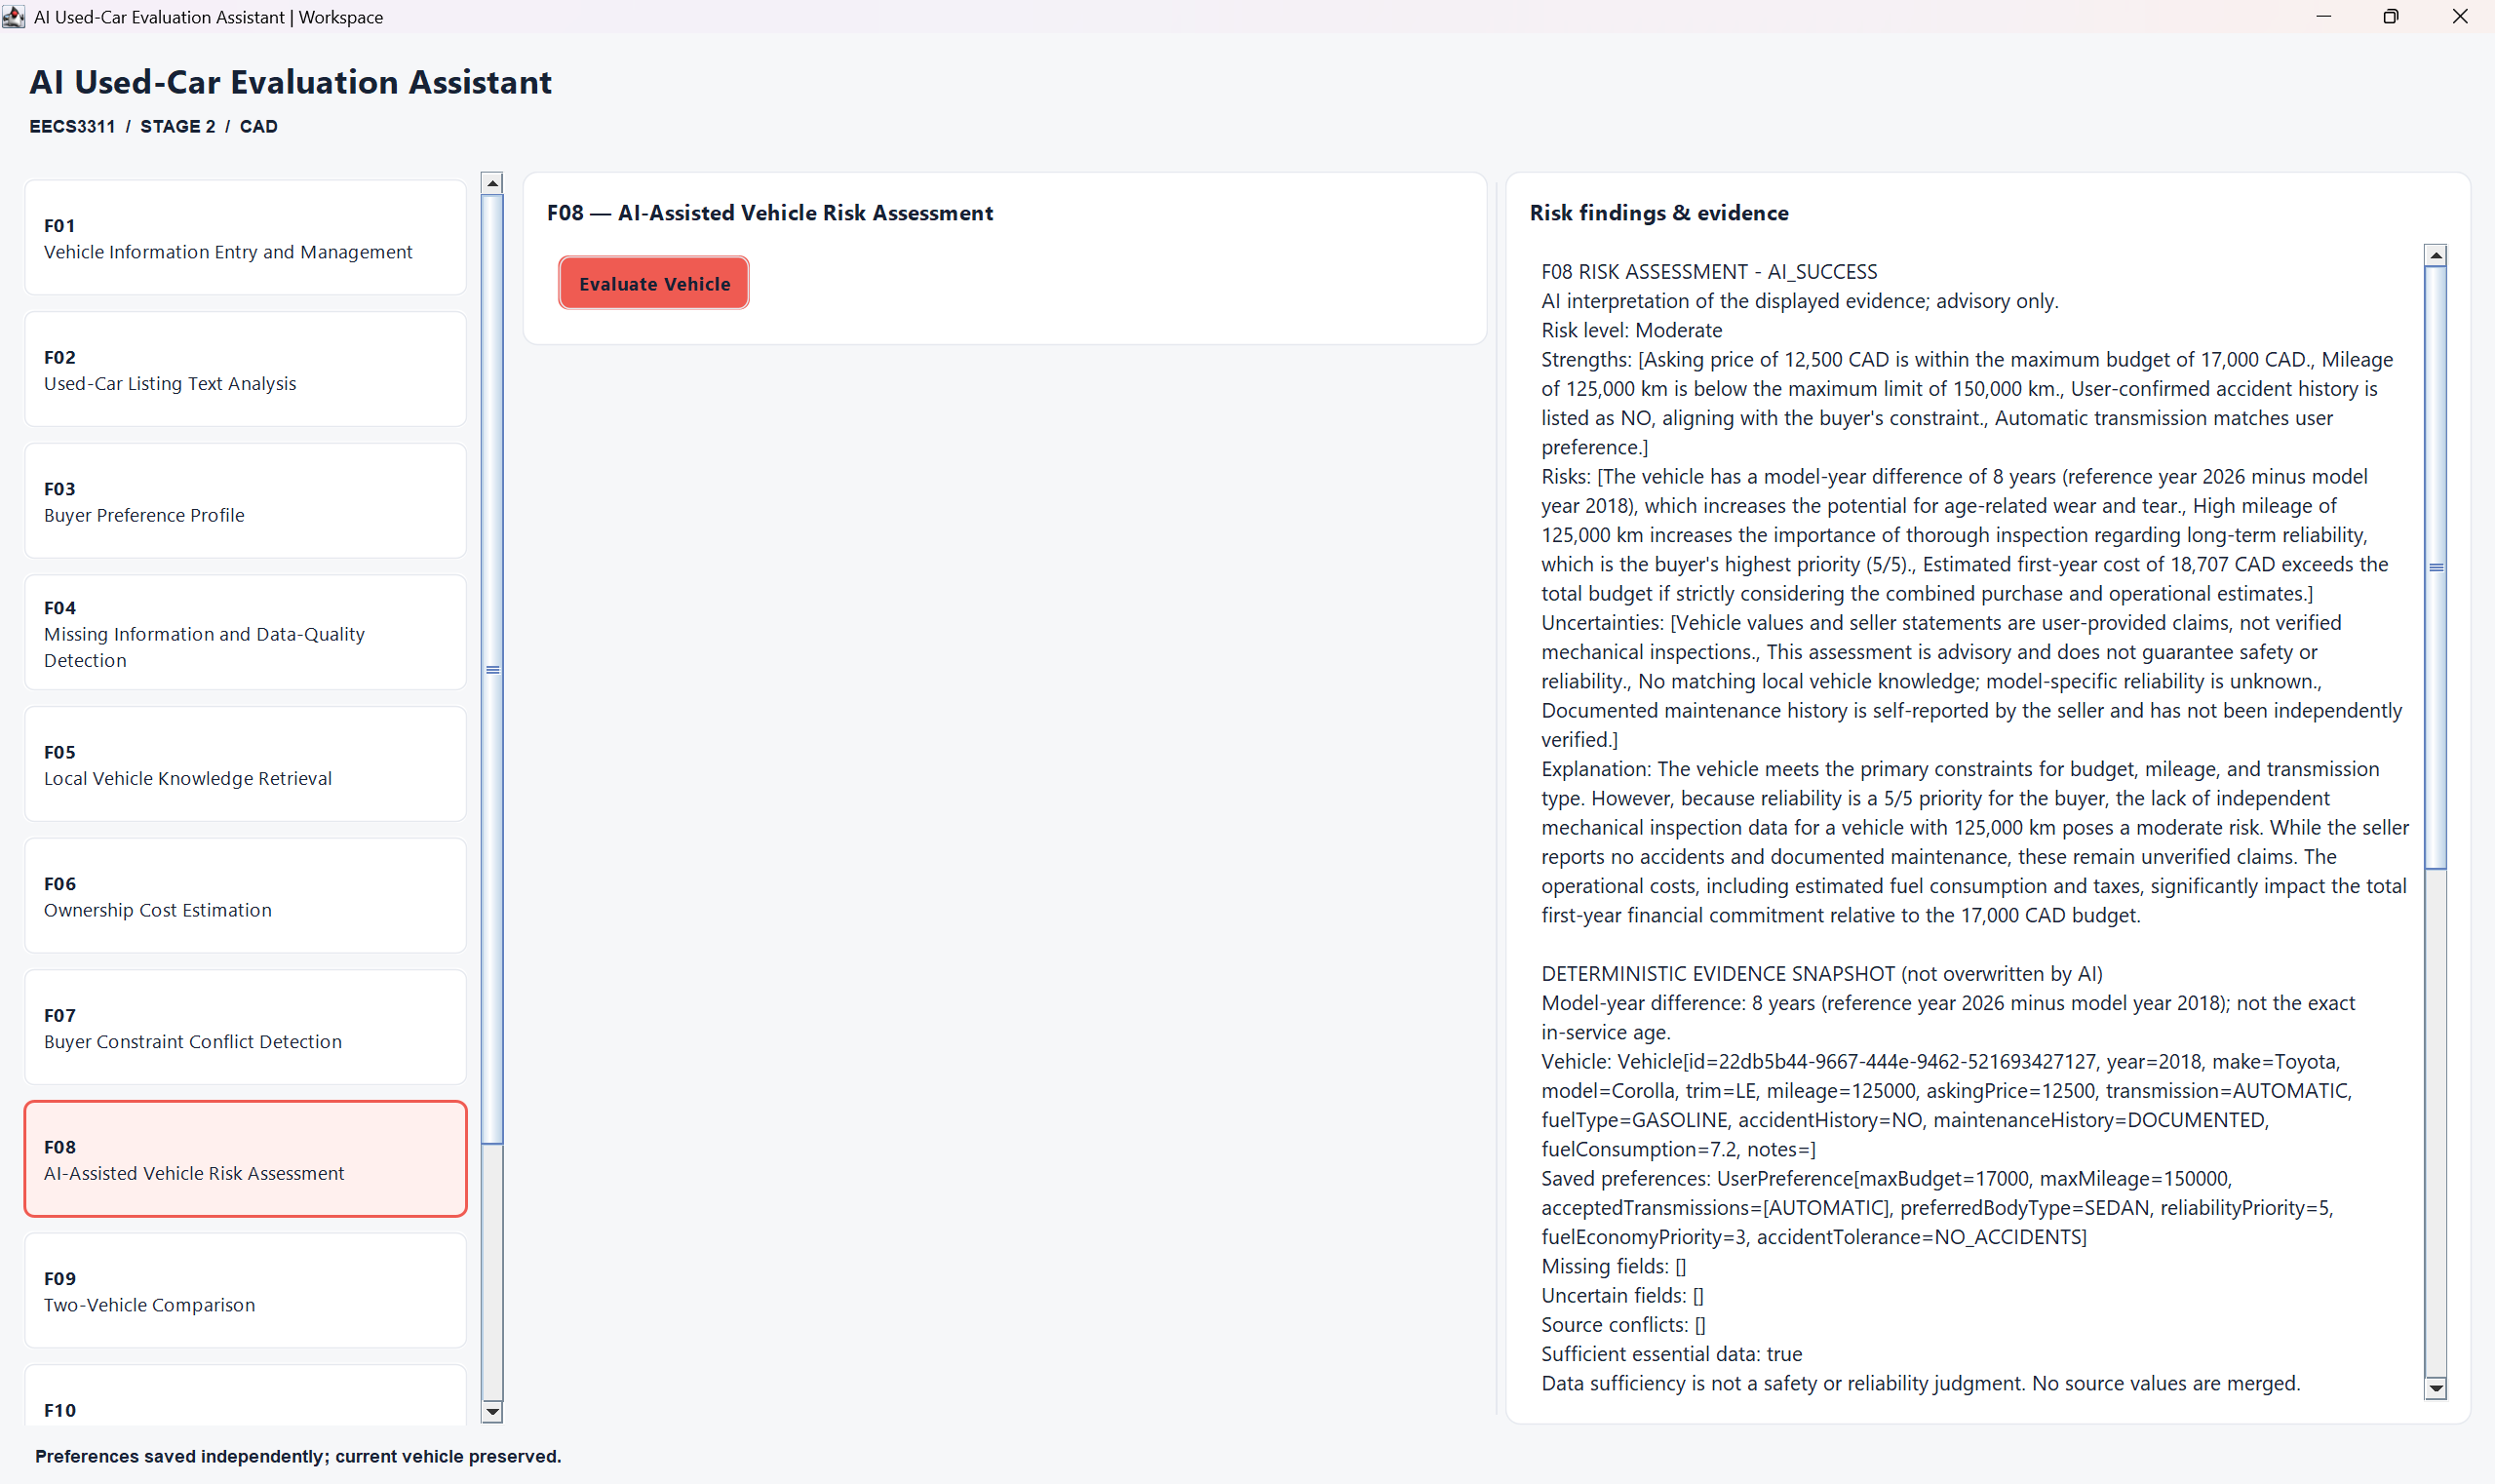 AI Used-Car Evaluation Assistant | Workspace
AI Used-Car Evaluation Assistant
EECS3311 / STAGE 2 / CAD
F01
Vehicle Information Entry and Management
F02
Used-Car Listing Text Analysis
F03
Buyer Preference Profile
F04
Missing Information and Data-Quality
Detection
F05
Local Vehicle Knowledge Retrieval
F06
Ownership Cost Estimation
F07
Buyer Constraint Conflict Detection
F08
AI-Assisted Vehicle Risk Assessment
F09
Two-Vehicle Comparison
F10
F08 — AI-Assisted Vehicle Risk Assessment
Evaluate Vehicle
Risk findings & evidence
F08 RISK ASSESSMENT - AI_SUCCESS
AI interpretation of the displayed evidence; advisory only.
Risk level: Moderate
Strengths: [Asking price of 12,500 CAD is within the maximum budget of 17,000 CAD., Mileage
of 125,000 km is below the maximum limit of 150,000 km., User-confirmed accident history is
listed as NO, aligning with the buyer's constraint., Automatic transmission matches user
preference.]
Risks: [The vehicle has a model-year difference of 8 years (reference year 2026 minus model
year 2018), which increases the potential for age-related wear and tear., High mileage of
125,000 km increases the importance of thorough inspection regarding long-term reliability,
which is the buyer's highest priority (5/5)., Estimated first-year cost of 18,707 CAD exceeds the
total budget if strictly considering the combined purchase and operational estimates.]
Uncertainties: [Vehicle values and seller statements are user-provided claims, not verified
mechanical inspections., This assessment is advisory and does not guarantee safety or
reliability., No matching local vehicle knowledge; model-specific reliability is unknown.,
Documented maintenance history is self-reported by the seller and has not been independently
verified.]
Explanation: The vehicle meets the primary constraints for budget, mileage, and transmission
type. However, because reliability is a 5/5 priority for the buyer, the lack of independent
mechanical inspection data for a vehicle with 125,000 km poses a moderate risk. While the seller
reports no accidents and documented maintenance, these remain unverified claims. The
operational costs, including estimated fuel consumption and taxes, significantly impact the total
first-year financial commitment relative to the 17,000 CAD budget.
DETERMINISTIC EVIDENCE SNAPSHOT (not overwritten by AI)
Model-year difference: 8 years (reference year 2026 minus model year 2018); not the exact
in-service age.
Vehicle: Vehicle[id=22db5b44-9667-444e-9462-521693427127, year=2018, make=Toyota,
model=Corolla, trim=LE, mileage=125000, askingPrice=12500, transmission=AUTOMATIC,
fuelType=GASOLINE, accidentHistory=NO, maintenanceHistory=DOCUMENTED,
fuelConsumption=7.2, notes=]
Saved preferences: UserPreference[maxBudget=17000, maxMileage=150000,
acceptedTransmissions=[AUTOMATIC], preferredBodyType=SEDAN, reliabilityPriority=5,
fuelEconomyPriority=3, accidentTolerance=NO_ACCIDENTS]
Missing fields: []
Uncertain fields: []
Source conflicts: []
Sufficient essential data: true
Data sufficiency is not a safety or reliability judgment. No source values are merged.
Preferences saved independently; current vehicle preserved.